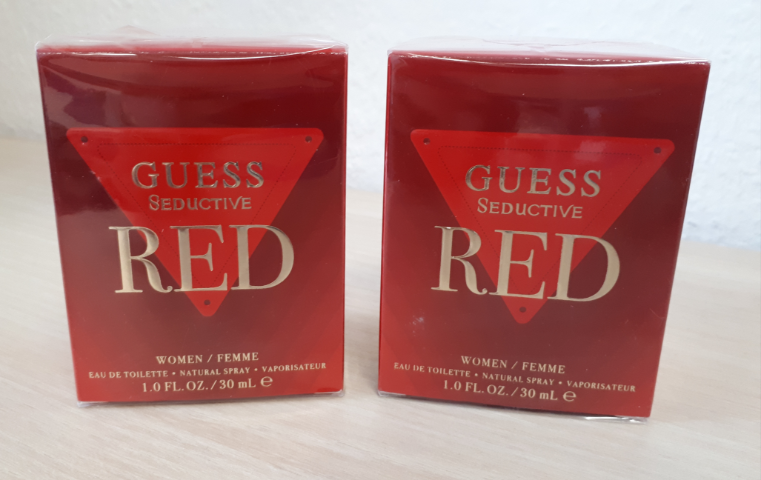 GUESS
SEDUCTIVE
RED
WOMEN / FEMME
EAU DE TOILETTE • NATURAL SPRAY • VAPORISATEUR
1.0 FL. OZ. / 30 mL ℮
GUESS
SEDUCTIVE
RED
WOMEN / FEMME
EAU DE TOILETTE • NATURAL SPRAY • VAPORISATEUR
1.0 FL. OZ. / 30 mL ℮